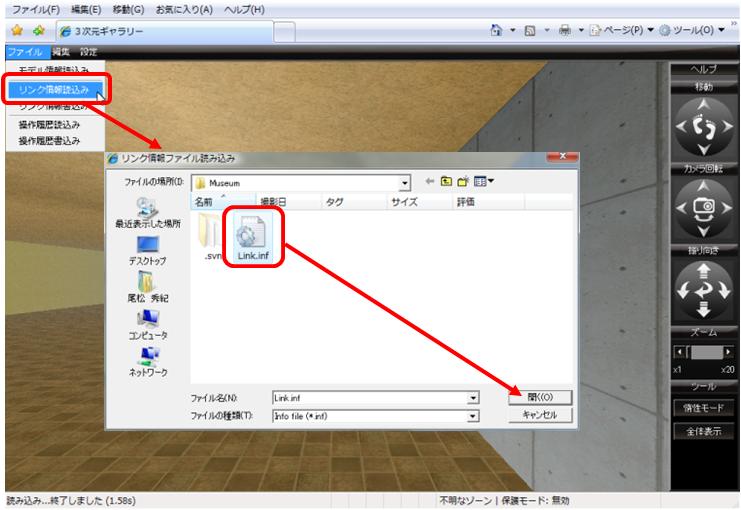 ファイル(F) 編集(E) 移動(G) お気に入り(A) ヘルプ(H)
3次元ギャラリー
ページ(P) ツール(O)
ファイル 編集 設定
モデル情報読込み
リンク情報読込み
リンク情報書込み
操作履歴読込み
操作履歴書込み
ヘルプ
移動
カメラ回転
振り向き
ズーム
x1 x20
ツール
慣性モード
全体表示
リンク情報ファイル読み込み
ファイルの場所(I): Museum
名前 撮影日 タグ サイズ 評価
最近表示した場所
デスクトップ
尾松 秀紀
コンピュータ
ネットワーク
.svn Link.inf
ファイル名(N): Link.inf 開く(O)
ファイルの種類(T): Info file (*.inf) キャンセル
読み込み...終了しました (1.58s) 不明なゾーン | 保護モード: 無効